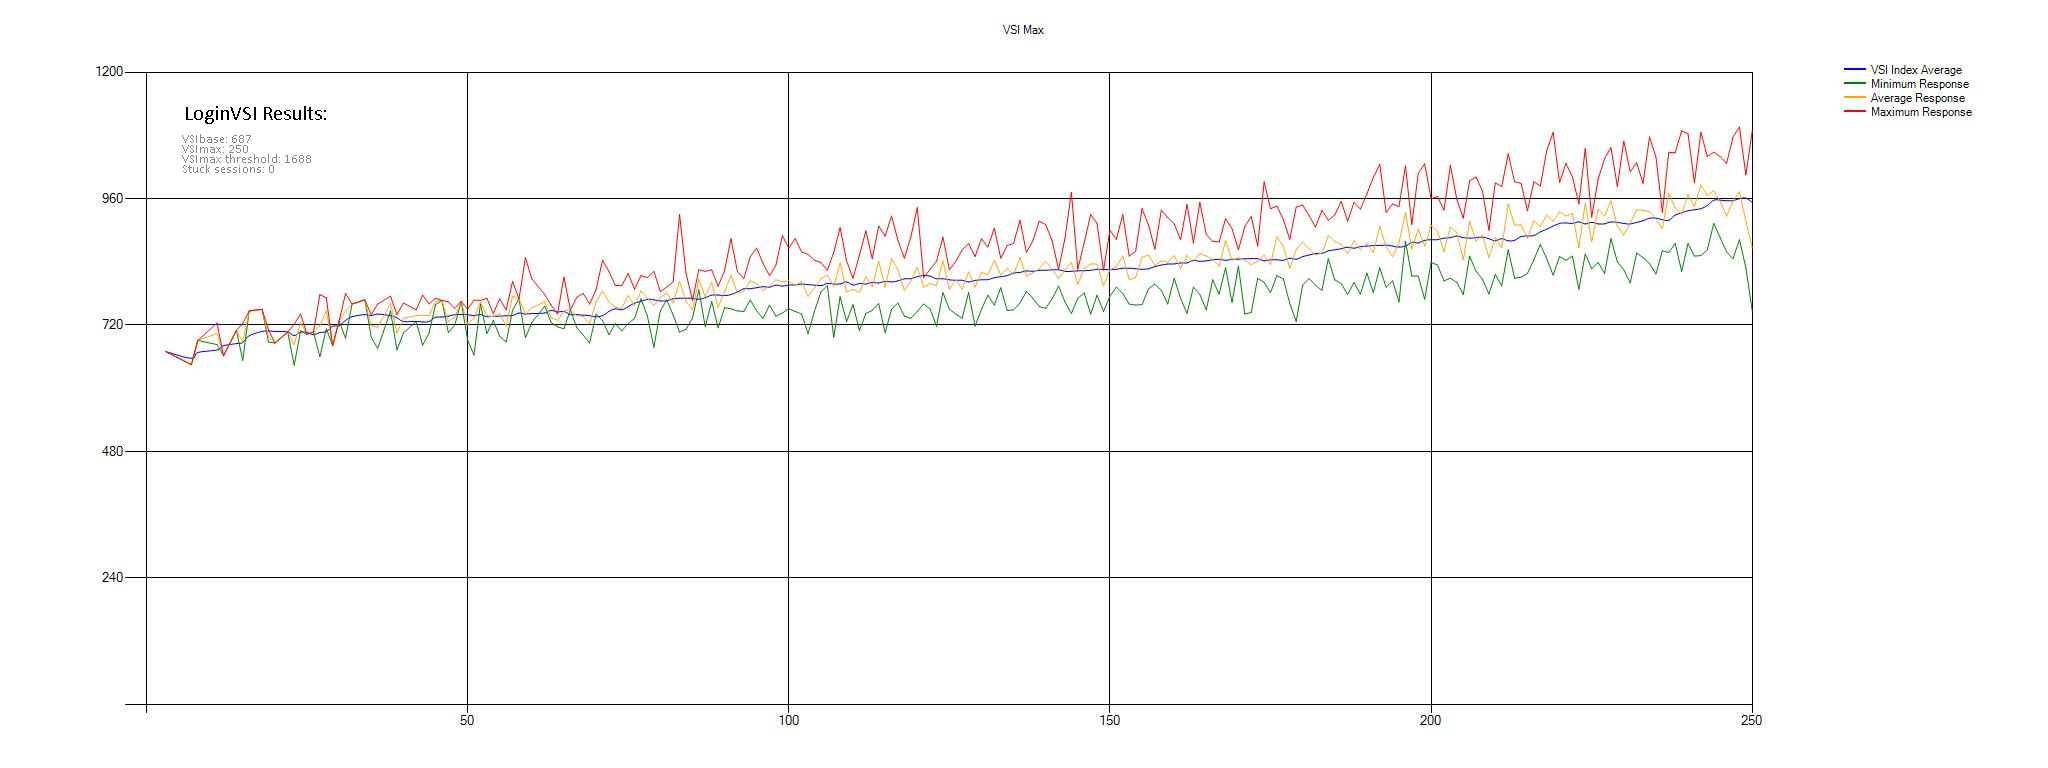 VSI Max
1200
960
720
480
240
LoginVSI Results:
VSIbase: 687
VSImax: 250
VSImax threshold: 1688
Stuck sessions: 0
50
100
150
200
250
VSI Index Average
Minimum Response
Average Response
Maximum Response